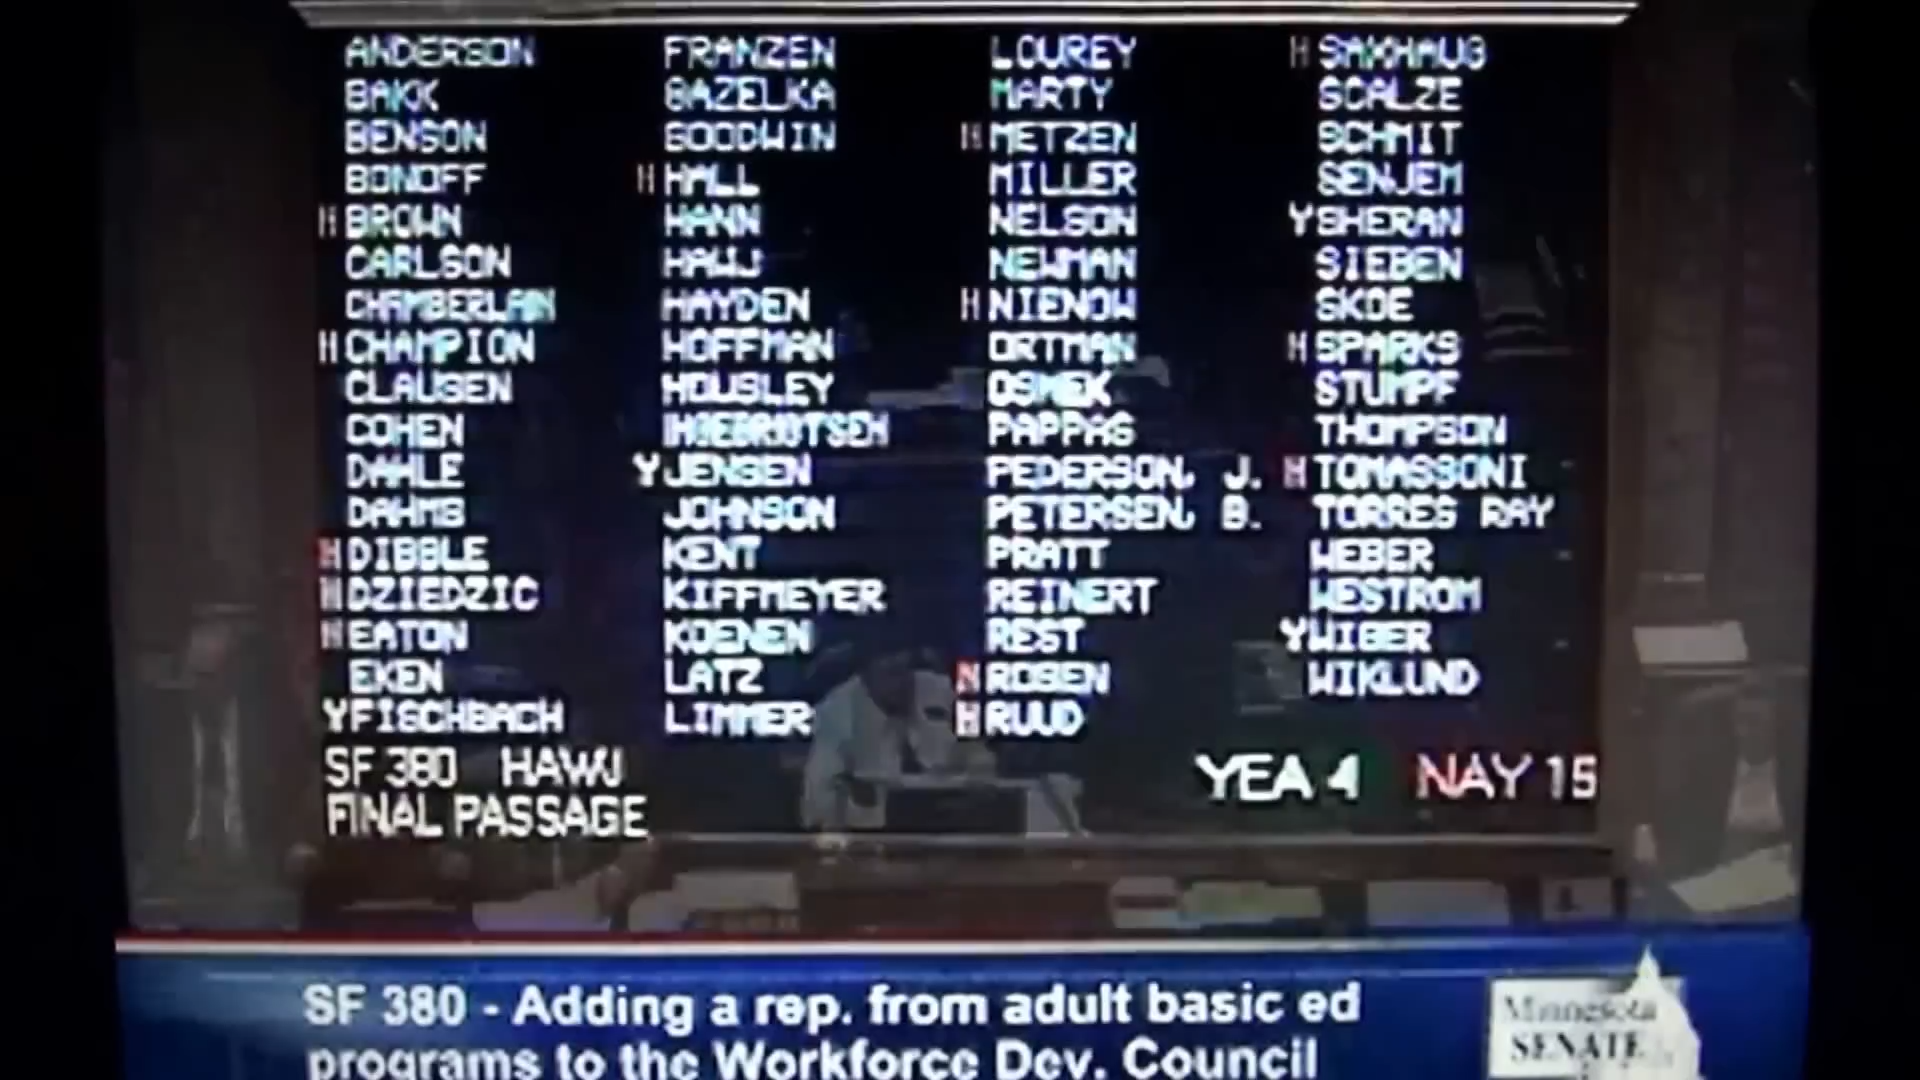 ANDERSON FRANZEN LOUREY N SAXHAUG
BAKK GAZELKA MARTY SCALZE
BENSON GOODWIN N METZEN SCHMIT
BONOFF N HALL MILLER SENJEM
N BROWN HANN NELSON Y SHERAN
CARLSON HAWJ NEWMAN SIEBEN
CHAMBERLAIN HAYDEN N NIENOW SKOE
N CHAMPION HOFFMAN ORTMAN N SPARKS
CLAUSEN HOUSLEY OSMEK STUMPF
COHEN INGEBRIGTSEN PAPPAS THOMPSON
DAHLE Y JENSEN PEDERSON, J. N TOMASSONI
DAHMS JOHNSON PETERSEN, B. TORRES RAY
N DIBBLE KENT PRATT WEBER
N DZIEDZIC KIFFMEYER REINERT WESTROM
N EATON KOENEN REST Y WIGER
EKEN LATZ N ROSEN WIKLUND
Y FISCHBACH LIMMER N RUUD
SF 380 HAWJ YEA 4 NAY 15
FINAL PASSAGE
SF 380 - Adding a rep. from adult basic ed
programs to the Workforce Dev. Council
Minnesota
SENATE